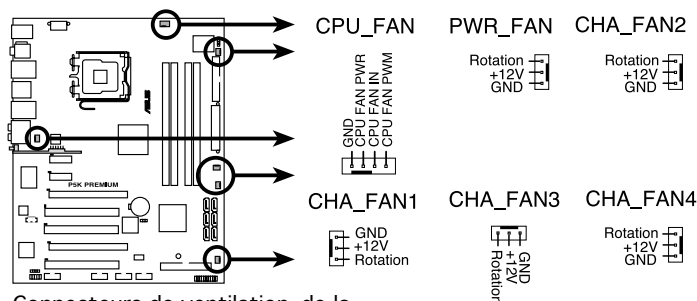 CPU_FAN
PWR_FAN
CHA_FAN2
GND
CPU FAN PWR
CPU FAN IN
CPU FAN PWM
Rotation
+12V
GND
Rotation
+12V
GND
ASUS
P5K PREMIUM
CHA_FAN1
CHA_FAN3
CHA_FAN4
GND
+12V
Rotation
GND
+12V
Rotation
Rotation
+12V
GND
Connecteurs de ventilation de la